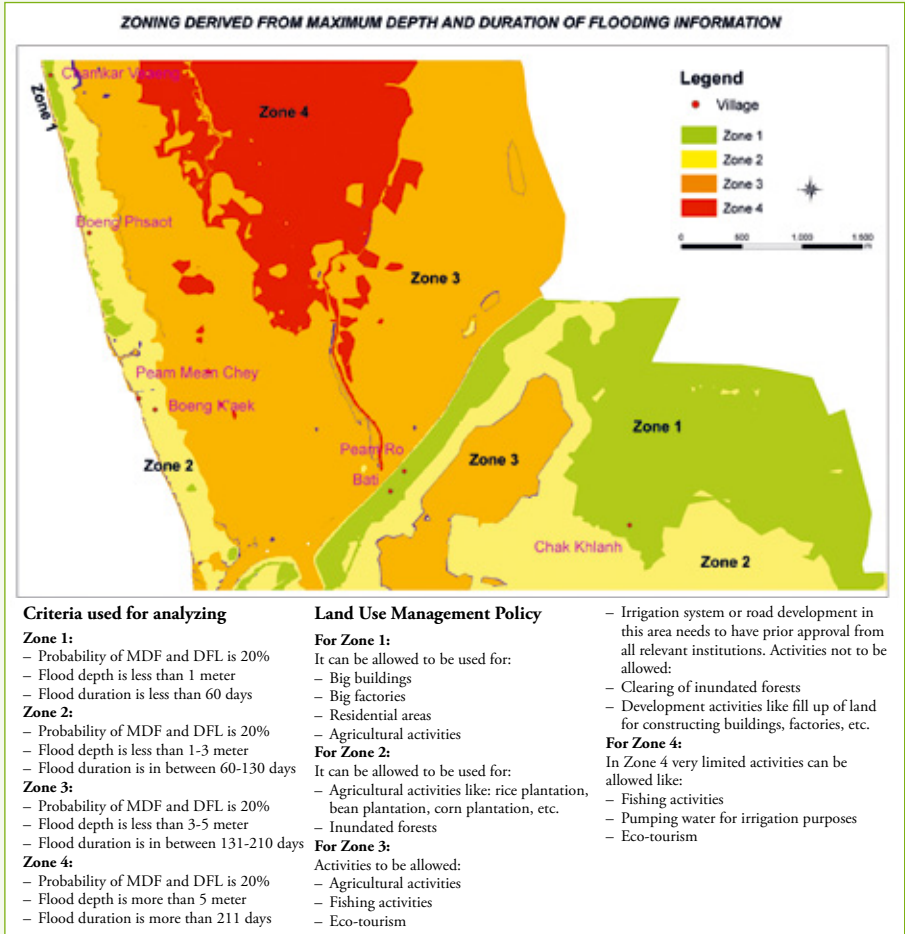 ZONING DERIVED FROM MAXIMUM DEPTH AND DURATION OF FLOODING INFORMATION
Chamkar Veaeng
Zone 1
Zone 4
Boeng Phsaot
Zone 3
Peam Mean Chey
Boeng K'aek
Zone 2
Peam Ro
Bati
Zone 3
Zone 1
Chak Khlanh
Zone 2
Legend
Village
Zone 1
Zone 2
Zone 3
Zone 4
0 500 1.000 1.500
m
Criteria used for analyzing
Zone 1:
– Probability of MDF and DFL is 20%
– Flood depth is less than 1 meter
– Flood duration is less than 60 days
Zone 2:
– Probability of MDF and DFL is 20%
– Flood depth is less than 1-3 meter
– Flood duration is in between 60-130 days
Zone 3:
– Probability of MDF and DFL is 20%
– Flood depth is less than 3-5 meter
– Flood duration is in between 131-210 days
Zone 4:
– Probability of MDF and DFL is 20%
– Flood depth is more than 5 meter
– Flood duration is more than 211 days
Land Use Management Policy
For Zone 1:
It can be allowed to be used for:
– Big buildings
– Big factories
– Residential areas
– Agricultural activities
For Zone 2:
It can be allowed to be used for:
– Agricultural activities like: rice plantation,
bean plantation, corn plantation, etc.
– Inundated forests
For Zone 3:
Activities to be allowed:
– Agricultural activities
– Fishing activities
– Eco-tourism
– Irrigation system or road development in
this area needs to have prior approval from
all relevant institutions. Activities not to be
allowed:
– Clearing of inundated forests
– Development activities like fill up of land
for constructing buildings, factories, etc.
For Zone 4:
In Zone 4 very limited activities can be
allowed like:
– Fishing activities
– Pumping water for irrigation purposes
– Eco-tourism